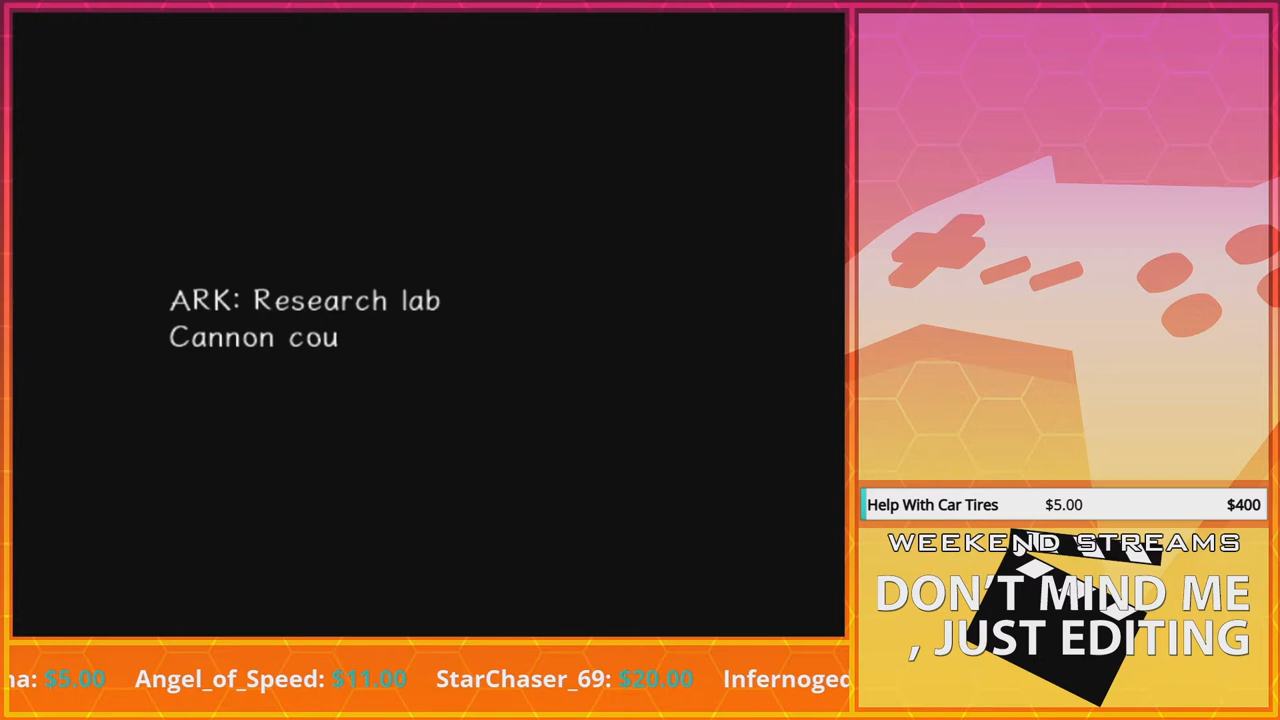 ARK: Research lab
Cannon cou
Help With Car Tires $5.00 $400
WEEKEND STREAMS
DON'T MIND ME
, JUST EDITING
na: $5.00 Angel_of_Speed: $11.00 StarChaser_69: $20.00 Infernoged